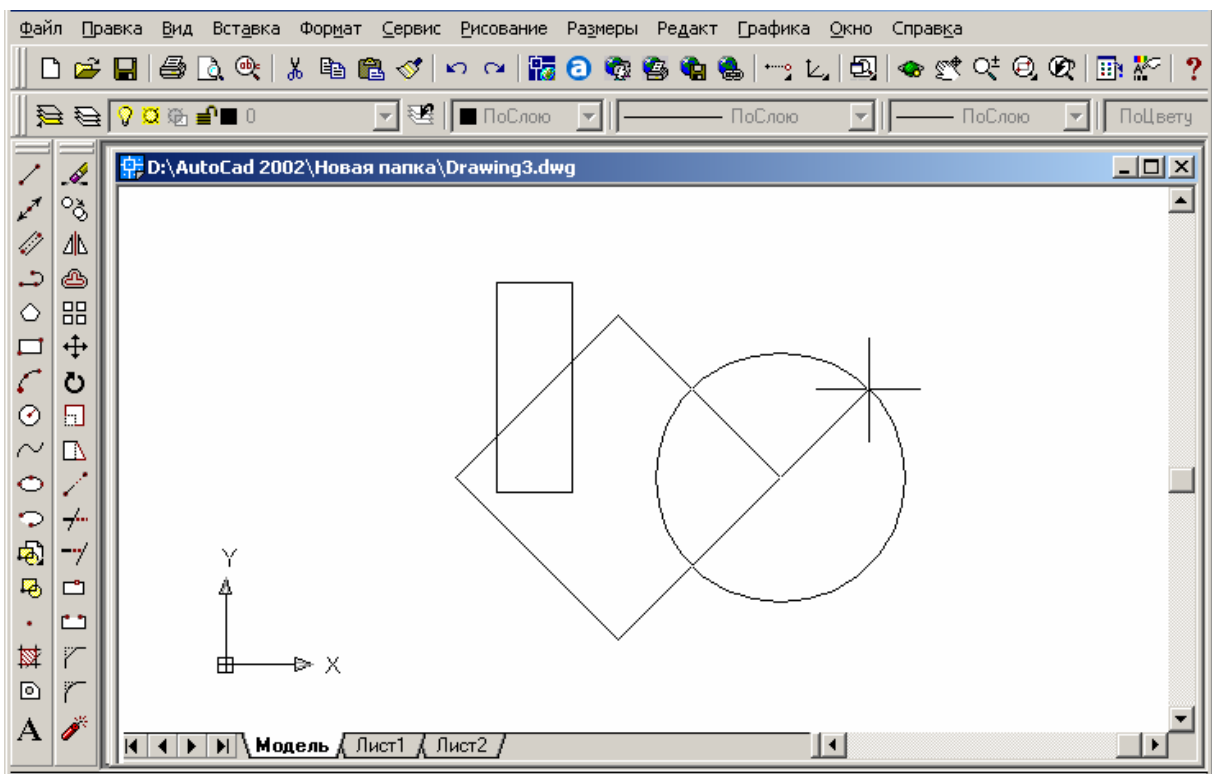 Файл Правка Вид Вставка Формат Сервис Рисование Размеры Редакт Графика Окно Справка
0 ПоСлою ПоСлою ПоСлою ПоЦвету
D:\AutoCad 2002\Новая папка\Drawing3.dwg
Y
X
A
Модель Лист1 Лист2